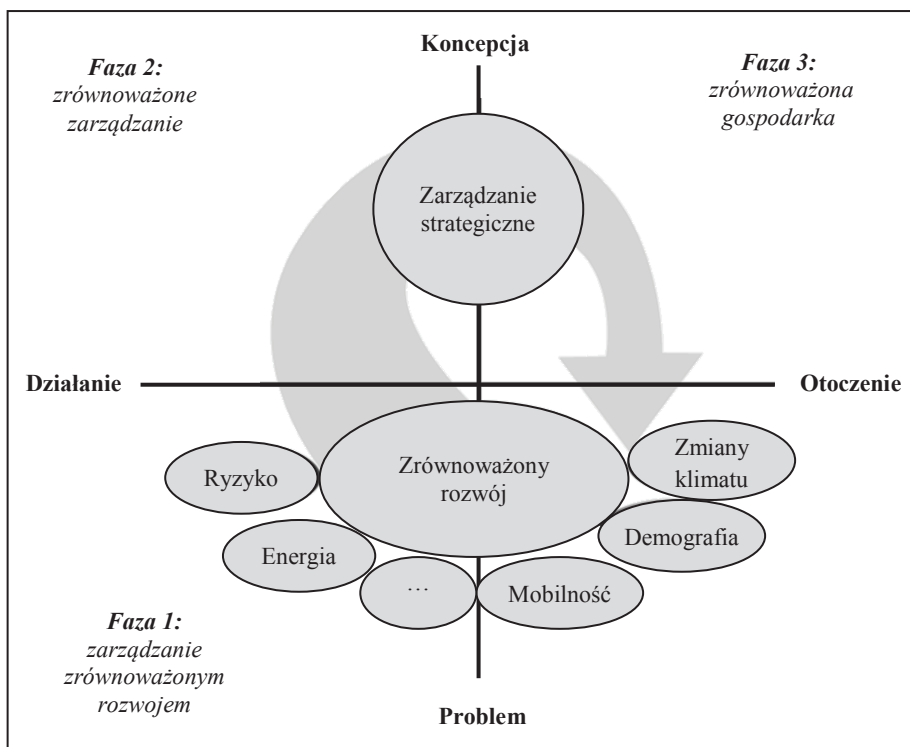 Koncepcja
Faza 2:
zrównoważone
zarządzanie
Faza 3:
zrównoważona
gospodarka
Zarządzanie
strategiczne
Działanie
Otoczenie
Zrównoważony
rozwój
Ryzyko
Energia
…
Mobilność
Demografia
Zmiany
klimatu
Faza 1:
zarządzanie
zrównoważonym
rozwojem
Problem